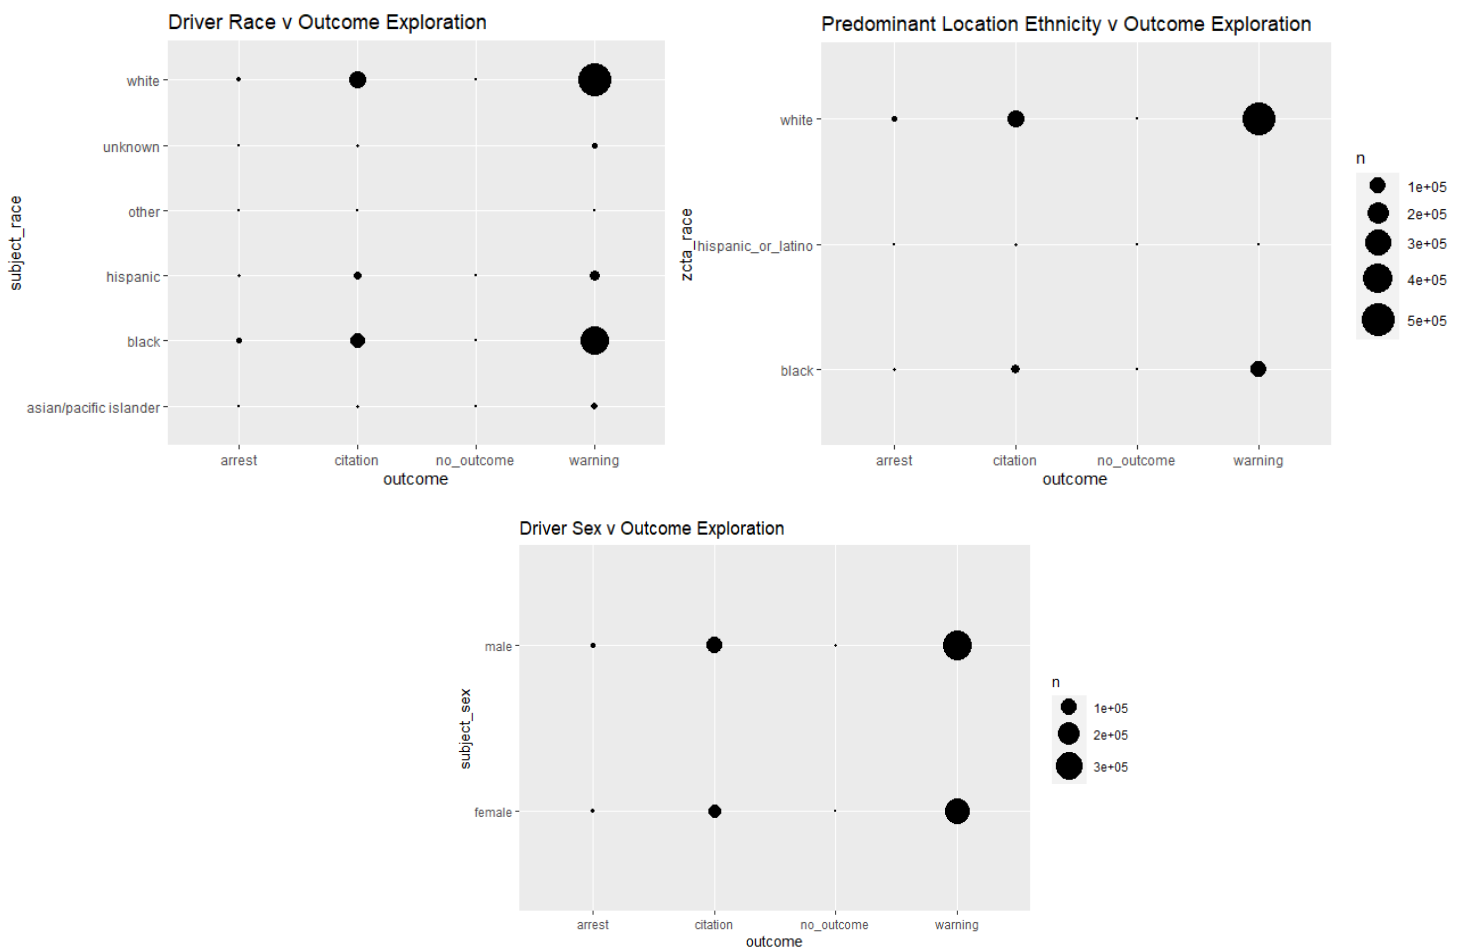 Driver Race v Outcome Exploration
subject_race
white
unknown
other
hispanic
black
asian/pacific islander
arrest citation no_outcome warning
outcome
Predominant Location Ethnicity v Outcome Exploration
zcta_race
white
hispanic_or_latino
black
arrest citation no_outcome warning
outcome
n
1e+05
2e+05
3e+05
4e+05
5e+05
Driver Sex v Outcome Exploration
subject_sex
male
female
arrest citation no_outcome warning
outcome
n
1e+05
2e+05
3e+05